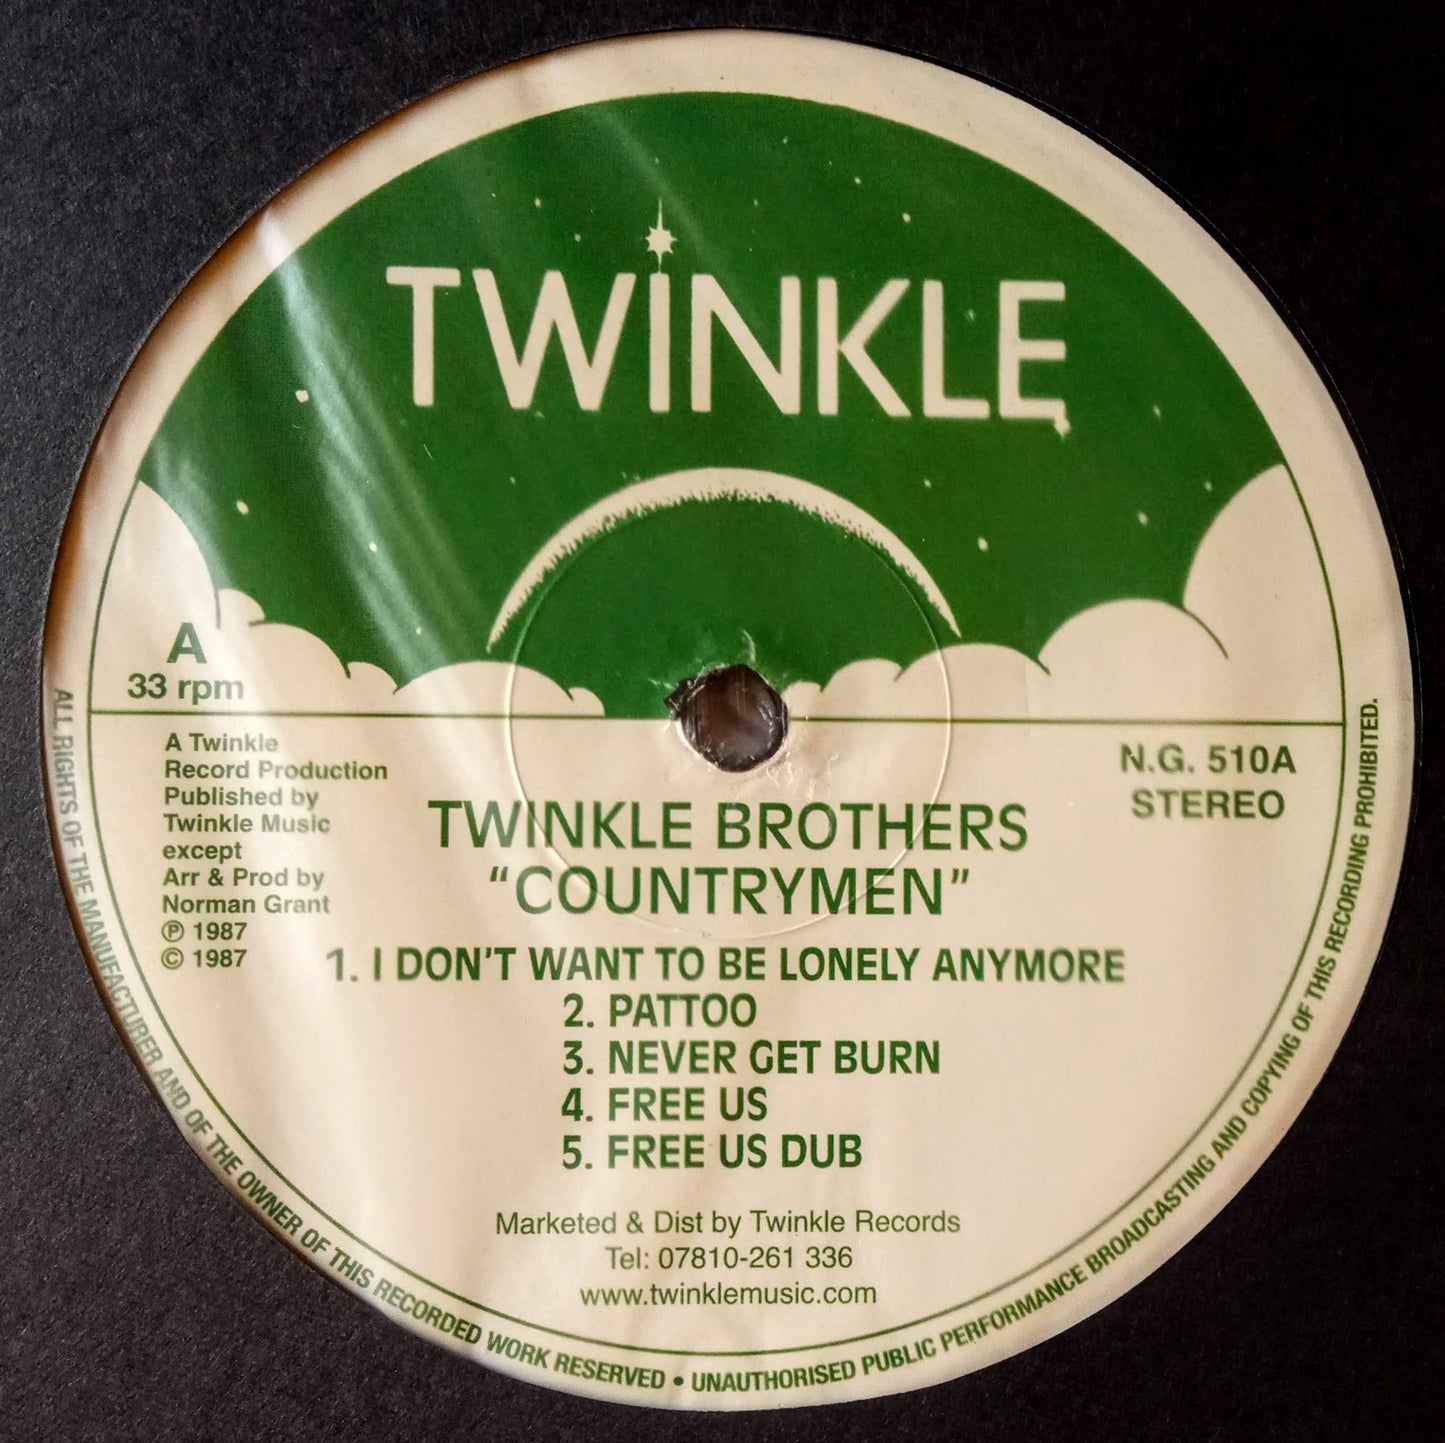 TWINKLE
A
33 rpm
A Twinkle
Record Production
Published by
Twinkle Music
except
Arr & Prod by
Norman Grant
℗ 1987
© 1987
N.G. 510A
STEREO
TWINKLE BROTHERS
“COUNTRYMEN”
1. I DON'T WANT TO BE LONELY ANYMORE
2. PATTOO
3. NEVER GET BURN
4. FREE US
5. FREE US DUB
Marketed & Dist by Twinkle Records
Tel: 07810-261 336
www.twinklemusic.com
ALL RIGHTS OF THE MANUFACTURER AND OF THE OWNER OF THIS RECORDED WORK RESERVED • UNAUTHORISED PUBLIC PERFORMANCE BROADCASTING AND COPYING OF THIS RECORDING PROHIBITED.